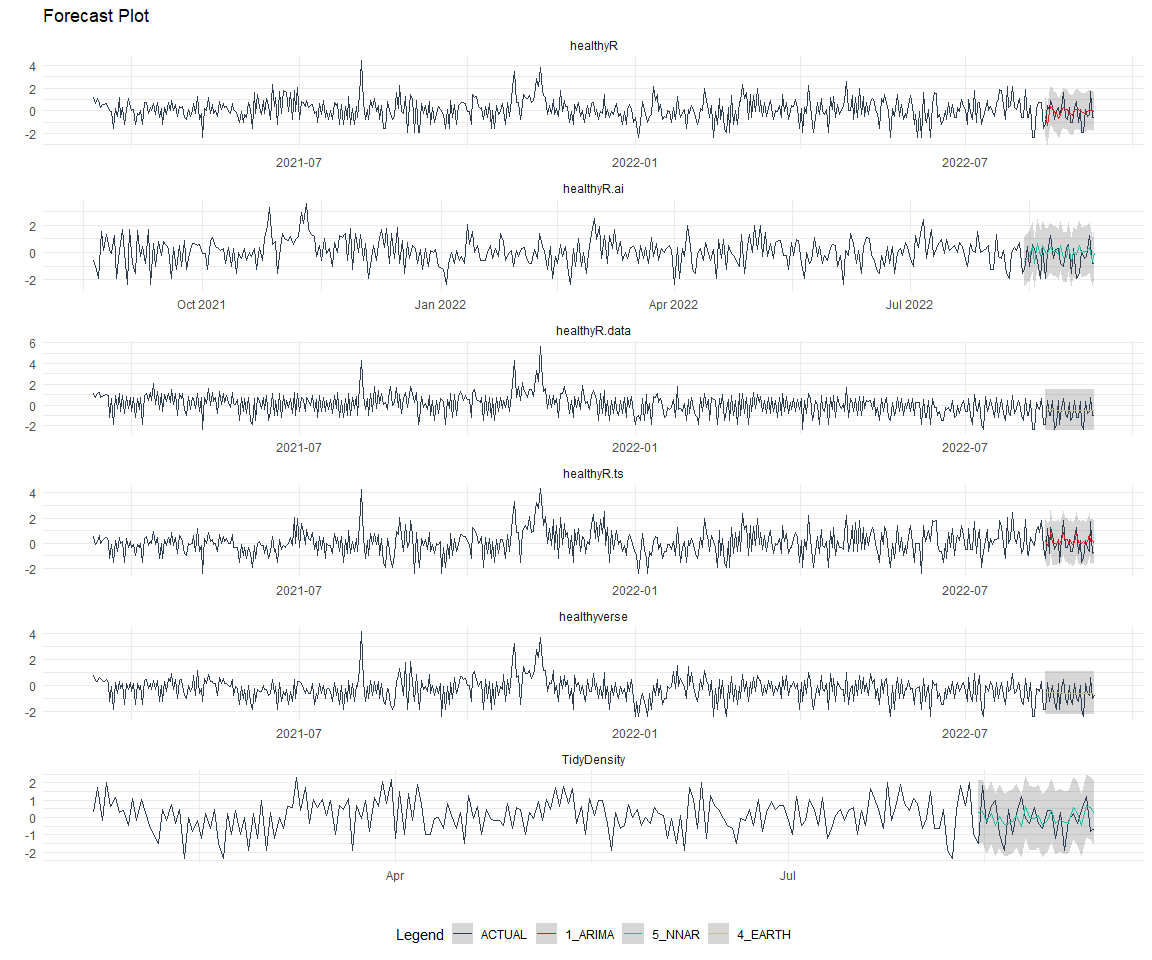 Forecast Plot
healthyR
4
2
0
-2
2021-07 2022-01 2022-07
healthyR.ai
2
0
-2
Oct 2021 Jan 2022 Apr 2022 Jul 2022
healthyR.data
6
4
2
0
-2
2021-07 2022-01 2022-07
healthyR.ts
4
2
0
-2
2021-07 2022-01 2022-07
healthyverse
4
2
0
-2
2021-07 2022-01 2022-07
TidyDensity
2
1
0
-1
-2
Apr Jul
Legend ACTUAL 1_ARIMA 5_NNAR 4_EARTH